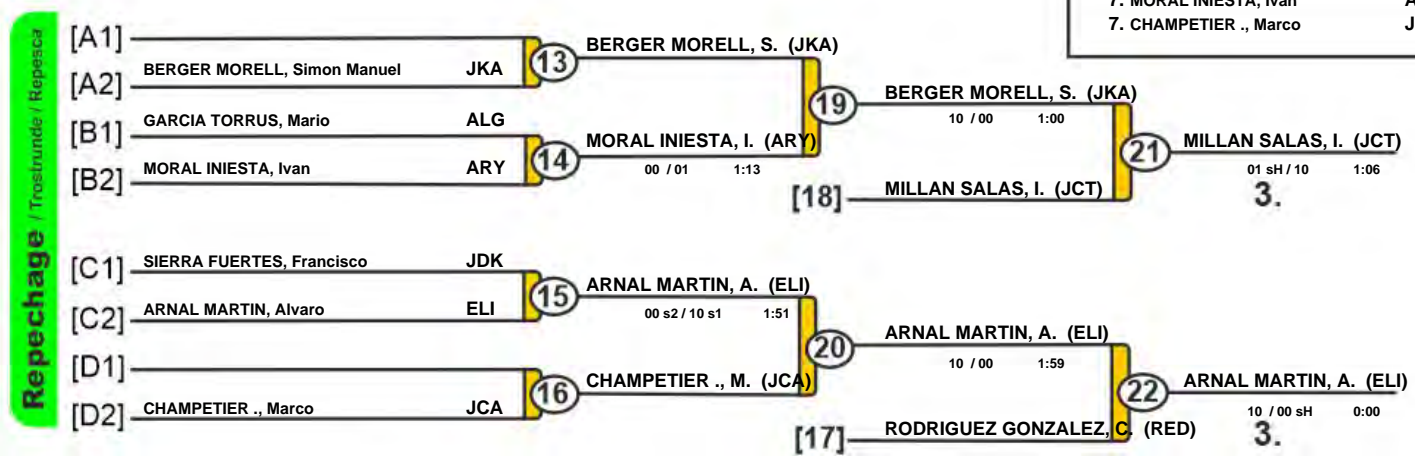 7. MORAL INIESTA, Ivan A
7. CHAMPETIER ., Marco J
Repechage / Trostrunde / Repesca
[A1]
[A2] BERGER MORELL, Simon Manuel JKA
13 BERGER MORELL, S. (JKA)
[B1] GARCIA TORRUS, Mario ALG
[B2] MORAL INIESTA, Ivan ARY
14 MORAL INIESTA, I. (ARY)
00 / 01 1:13
19 BERGER MORELL, S. (JKA)
10 / 00 1:00
[18] MILLAN SALAS, I. (JCT)
21 MILLAN SALAS, I. (JCT)
01 sH / 10 1:06
3.
[C1] SIERRA FUERTES, Francisco JDK
[C2] ARNAL MARTIN, Alvaro ELI
15 ARNAL MARTIN, A. (ELI)
00 s2 / 10 s1 1:51
[D1]
[D2] CHAMPETIER ., Marco JCA
16 CHAMPETIER ., M. (JCA)
20 ARNAL MARTIN, A. (ELI)
10 / 00 1:59
[17] RODRIGUEZ GONZALEZ, C. (RED)
22 ARNAL MARTIN, A. (ELI)
10 / 00 sH 0:00
3.